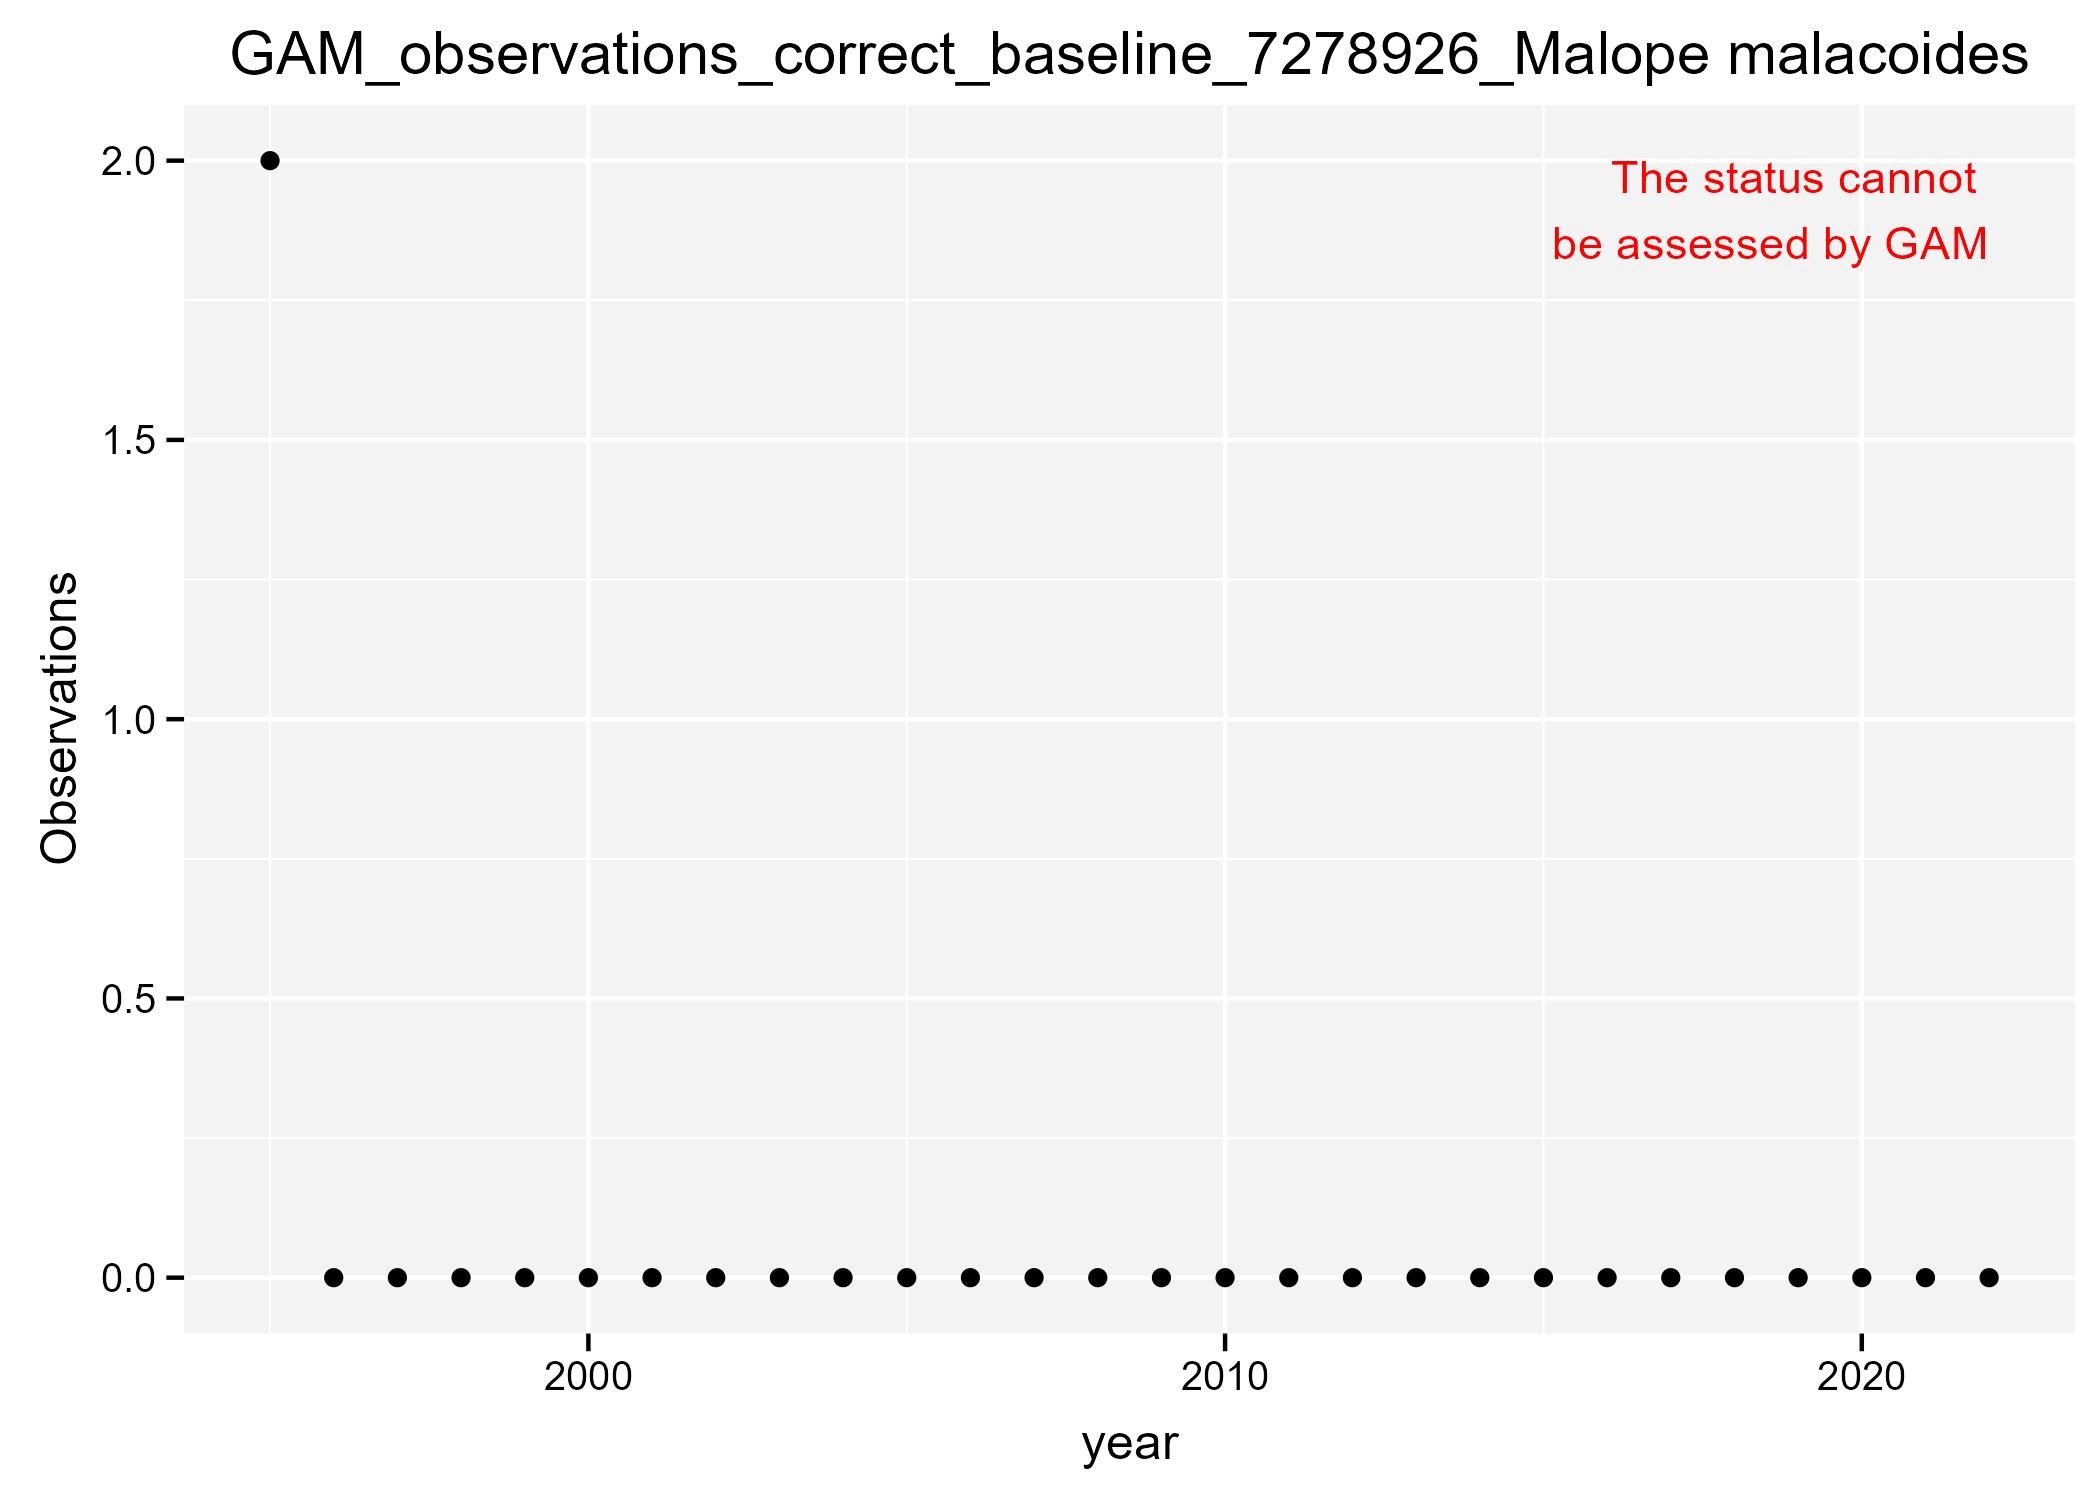 GAM_observations_correct_baseline_7278926_Malope malacoides
The status cannot
be assessed by GAM
2.0
1.5
1.0
0.5
0.0
Observations
2000
2010
2020
year